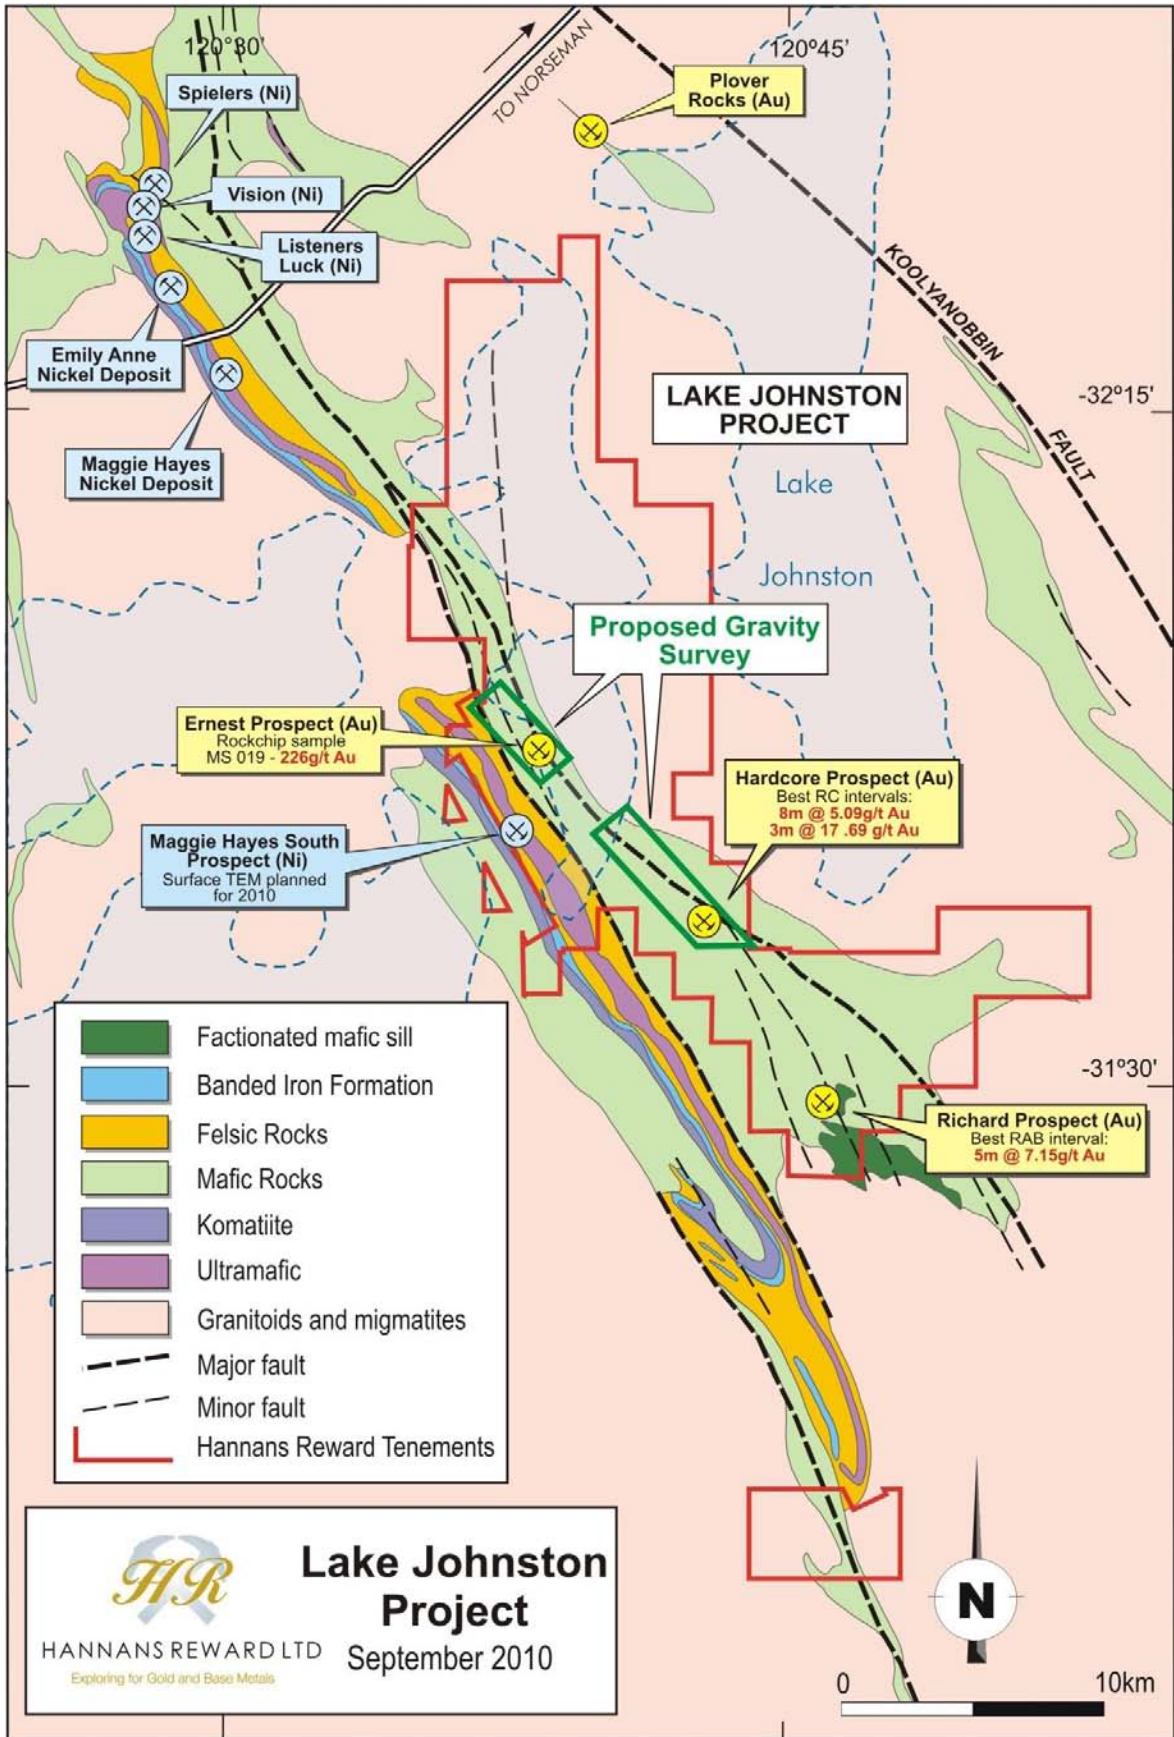 120°30'
120º45'
TO NORSEMAN
Spielers (Ni)
Vision (Ni)
Listeners
Luck (Ni)
Emily Anne
Nickel Deposit
Maggie Hayes
Nickel Deposit
Plover
Rocks (Au)
KOOLYANOBBIN
FAULT
-32º15'
LAKE JOHNSTON
PROJECT
Lake
Johnston
Proposed Gravity
Survey
Ernest Prospect (Au)
Rockchip sample
MS 019 - 226g/t Au
Hardcore Prospect (Au)
Best RC intervals:
8m @ 5.09g/t Au
3m @ 17 .69 g/t Au
Maggie Hayes South
Prospect (Ni)
Surface TEM planned
for 2010
-31º30'
Richard Prospect (Au)
Best RAB interval:
5m @ 7.15g/t Au
Factionated mafic sill
Banded Iron Formation
Felsic Rocks
Mafic Rocks
Komatiite
Ultramafic
Granitoids and migmatites
Major fault
Minor fault
Hannans Reward Tenements
HR
HANNANS REWARD LTD
Exploring for Gold and Base Metals
Lake Johnston
Project
September 2010
N
0 10km